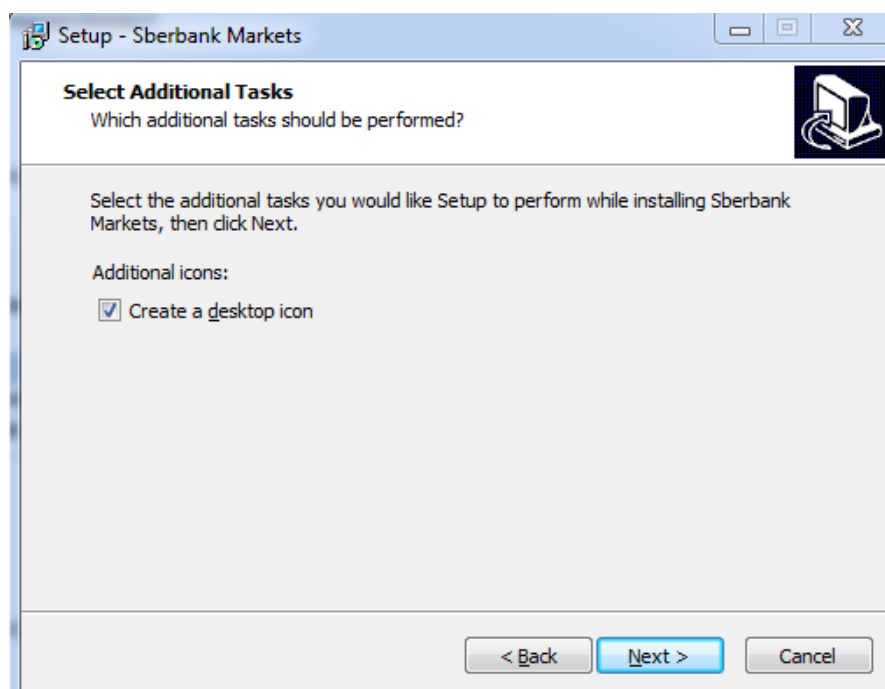 Setup - Sberbank Markets
Select Additional Tasks
Which additional tasks should be performed?
Select the additional tasks you would like Setup to perform while installing Sberbank
Markets, then click Next.
Additional icons:
Create a desktop icon
< Back
Next >
Cancel